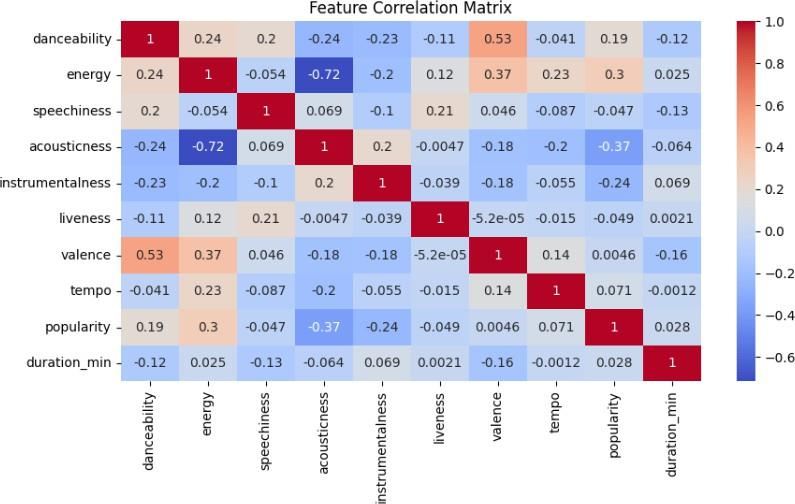 Feature Correlation Matrix
danceability 1 0.24 0.2 -0.24 -0.23 -0.11 0.53 -0.041 0.19 -0.12
energy 0.24 1 -0.054 -0.72 -0.2 0.12 0.37 0.23 0.3 0.025
speechiness 0.2 -0.054 1 0.069 -0.1 0.21 0.046 -0.087 -0.047 -0.13
acousticness -0.24 -0.72 0.069 1 0.2 -0.0047 -0.18 -0.2 -0.37 -0.064
instrumentalness -0.23 -0.2 -0.1 0.2 1 -0.039 -0.18 -0.055 -0.24 0.069
liveness -0.11 0.12 0.21 -0.0047 -0.039 1 -5.2e-05 -0.015 -0.049 0.0021
valence 0.53 0.37 0.046 -0.18 -0.18 -5.2e-05 1 0.14 0.0046 -0.16
tempo -0.041 0.23 -0.087 -0.2 -0.055 -0.015 0.14 1 0.071 -0.0012
popularity 0.19 0.3 -0.047 -0.37 -0.24 -0.049 0.0046 0.071 1 0.028
duration_min -0.12 0.025 -0.13 -0.064 0.069 0.0021 -0.16 -0.0012 0.028 1
danceability
energy
speechiness
acousticness
instrumentalness
liveness
valence
tempo
popularity
duration_min
1.0
0.8
0.6
0.4
0.2
0.0
−0.2
−0.4
−0.6